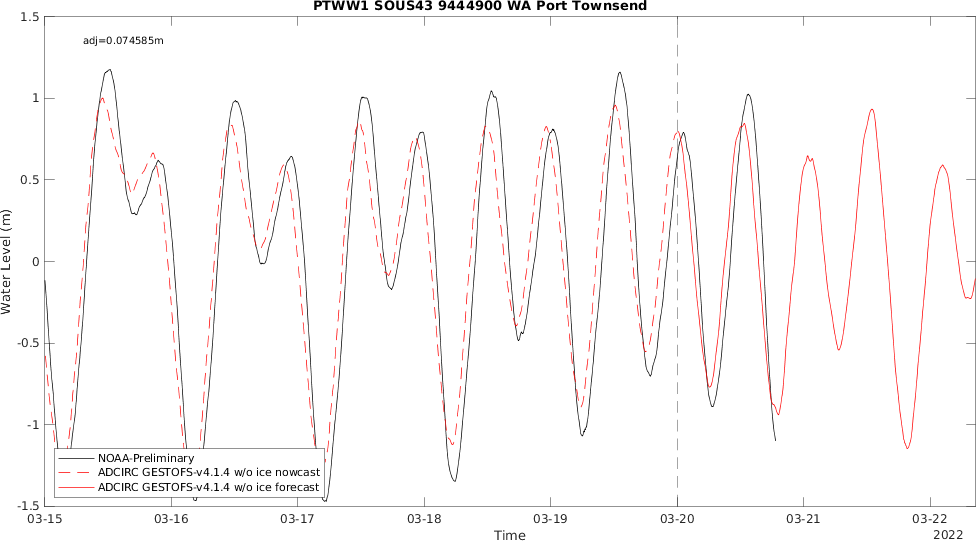 PTWW1 SOUS43 9444900 WA Port Townsend
adj=0.074585m
1.5
1
0.5
0
-0.5
-1
-1.5
Water Level (m)
NOAA-Preliminary
ADCIRC GESTOFS-v4.1.4 w/o ice nowcast
ADCIRC GESTOFS-v4.1.4 w/o ice forecast
03-15 03-16 03-17 03-18 03-19 03-20 03-21 03-22
Time
2022